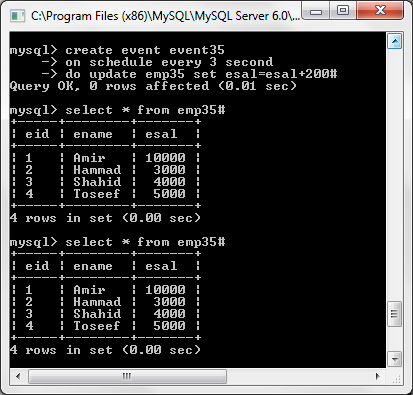 C:\Program Files (x86)\MySQL\MySQL Server 6.0\...
mysql> create event event35
-> on schedule every 3 second
-> do update emp35 set esal=esal+200#
Query OK, 0 rows affected (0.01 sec)
mysql> select * from emp35#
+------+---------+-------+
| eid | ename | esal |
+------+---------+-------+
| 1 | Amir | 10000 |
| 2 | Hammad | 3000 |
| 3 | Shahid | 4000 |
| 4 | Toseef | 5000 |
+------+---------+-------+
4 rows in set (0.00 sec)
mysql> select * from emp35#
+------+---------+-------+
| eid | ename | esal |
+------+---------+-------+
| 1 | Amir | 10000 |
| 2 | Hammad | 3000 |
| 3 | Shahid | 4000 |
| 4 | Toseef | 5000 |
+------+---------+-------+
4 rows in set (0.00 sec)